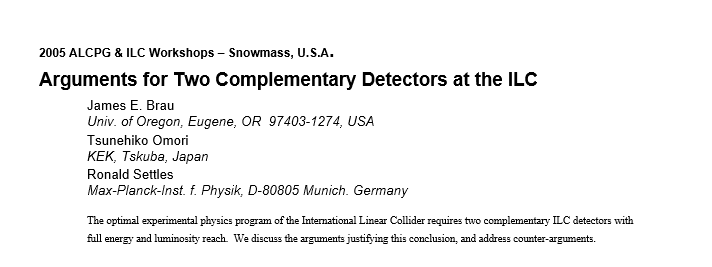 2005 ALCPG & ILC Workshops – Snowmass, U.S.A.
Arguments for Two Complementary Detectors at the ILC
James E. Brau
Univ. of Oregon, Eugene, OR 97403-1274, USA
Tsunehiko Omori
KEK, Tskuba, Japan
Ronald Settles
Max-Planck-Inst. f. Physik, D-80805 Munich. Germany
The optimal experimental physics program of the International Linear Collider requires two complementary ILC detectors with
full energy and luminosity reach. We discuss the arguments justifying this conclusion, and address counter-arguments.